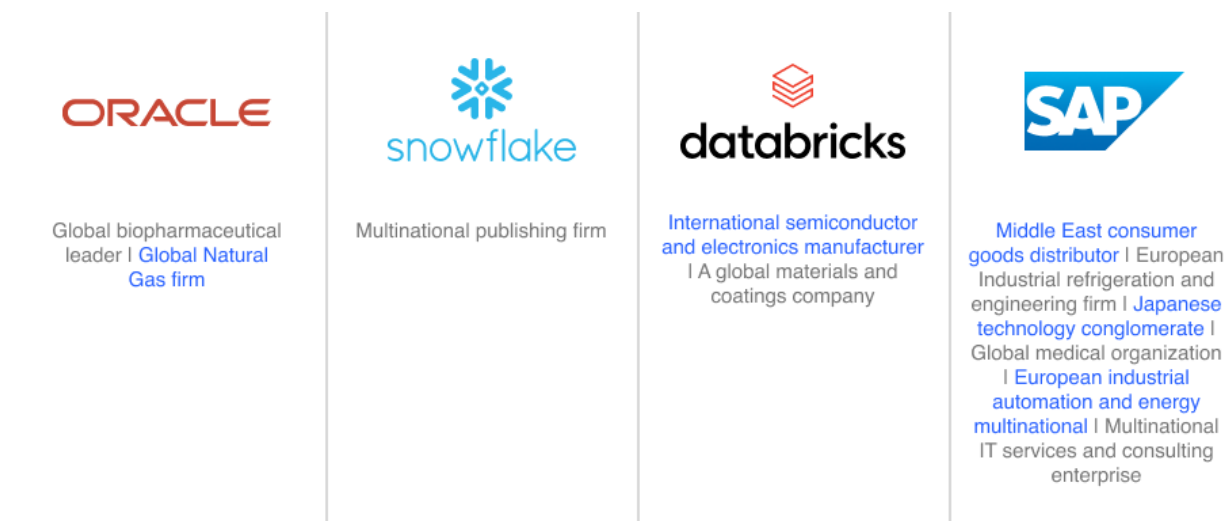 ORACLE
Global biopharmaceutical
leader | Global Natural
Gas firm
snowflake
Multinational publishing firm
databricks
International semiconductor
and electronics manufacturer
| A global materials and
coatings company
SAP
Middle East consumer
goods distributor | European
Industrial refrigeration and
engineering firm | Japanese
technology conglomerate |
Global medical organization
| European industrial
automation and energy
multinational | Multinational
IT services and consulting
enterprise